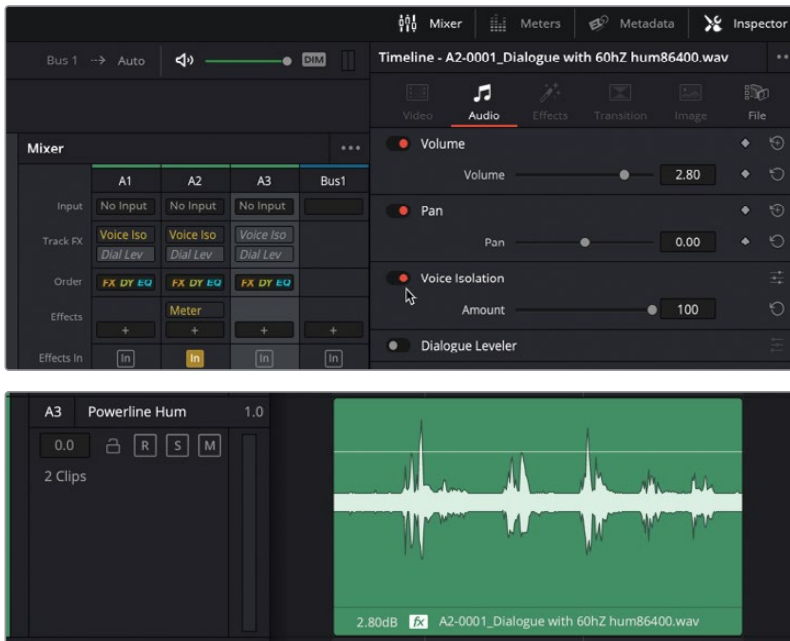 Mixer Meters Metadata Inspector
Bus 1 Auto DIM
Timeline - A2-0001_Dialogue with 60hZ hum86400.wav
Video Audio Effects Transition Image File
Mixer
A1 A2 A3 Bus1
Input No Input No Input No Input
Track FX Voice Iso Voice Iso Voice Iso
Dial Lev Dial Lev Dial Lev
Order FX DY EQ FX DY EQ FX DY EQ
Effects Meter
+ + + +
Effects In In In In In
Volume
Volume 2.80
Pan
Pan 0.00
Voice Isolation
Amount 100
Dialogue Leveler
A3 Powerline Hum 1.0
0.0 R S M
2 Clips
2.80dB fx A2-0001_Dialogue with 60hZ hum86400.wav